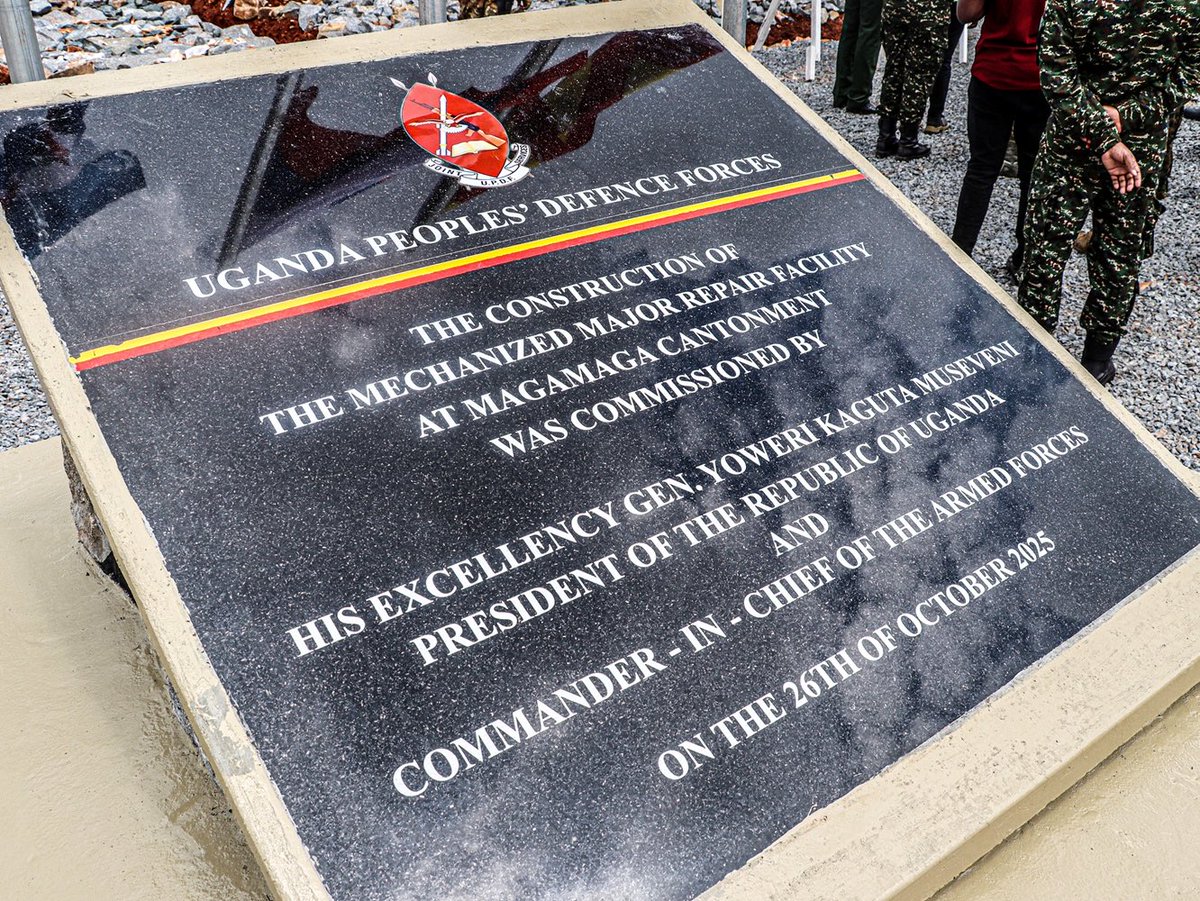 JOINT U.P.D.F.
UGANDA PEOPLES' DEFENCE FORCES
THE CONSTRUCTION OF
THE MECHANIZED MAJOR REPAIR FACILITY
AT MAGAMAGA CANTONMENT
WAS COMMISSIONED BY
HIS EXCELLENCY GEN. YOWERI KAGUTA MUSEVENI
PRESIDENT OF THE REPUBLIC OF UGANDA
AND
COMMANDER - IN - CHIEF OF THE ARMED FORCES
ON THE 26TH OF OCTOBER 2025